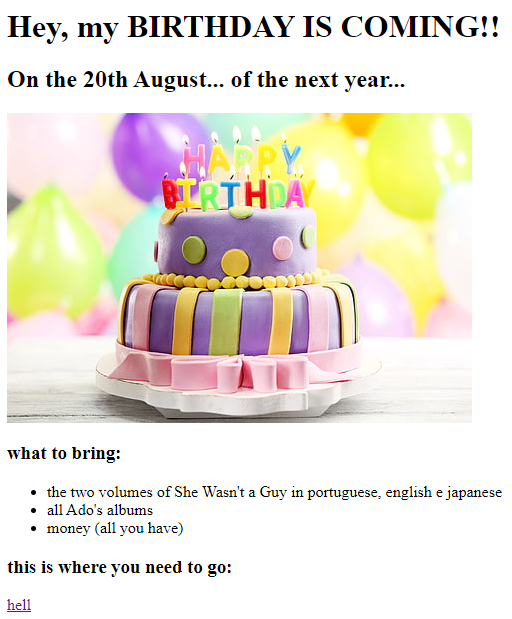 Hey, my BIRTHDAY IS COMING!!
On the 20th August... of the next year...
HAPPY
BIRTHDAY
what to bring:
the two volumes of She Wasn't a Guy in portuguese, english e japanese
all Ado's albums
money (all you have)
this is where you need to go:
hell